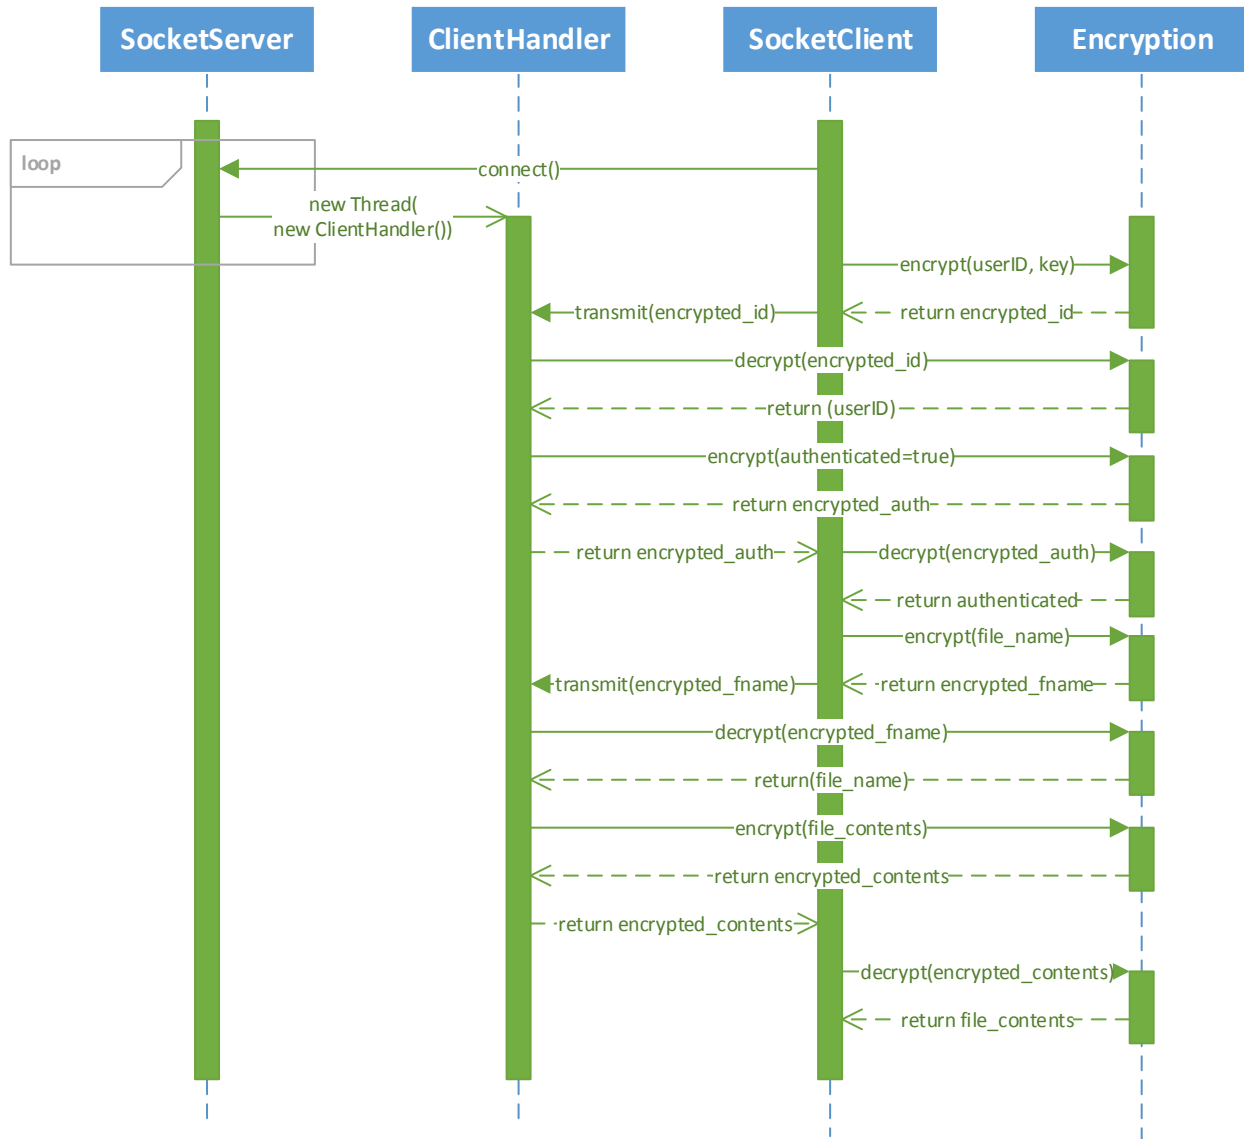 SocketServer
ClientHandler
SocketClient
Encryption
loop
connect()
new Thread(
new ClientHandler())
encrypt(userID, key)
transmit(encrypted_id)
return encrypted_id
decrypt(encrypted_id)
return (userID)
encrypt(authenticated=true)
return encrypted_auth
return encrypted_auth
decrypt(encrypted_auth)
return authenticated
encrypt(file_name)
transmit(encrypted_fname)
return encrypted_fname
decrypt(encrypted_fname)
return(file_name)
encrypt(file_contents)
return encrypted_contents
return encrypted_contents
decrypt(encrypted_contents)
return file_contents